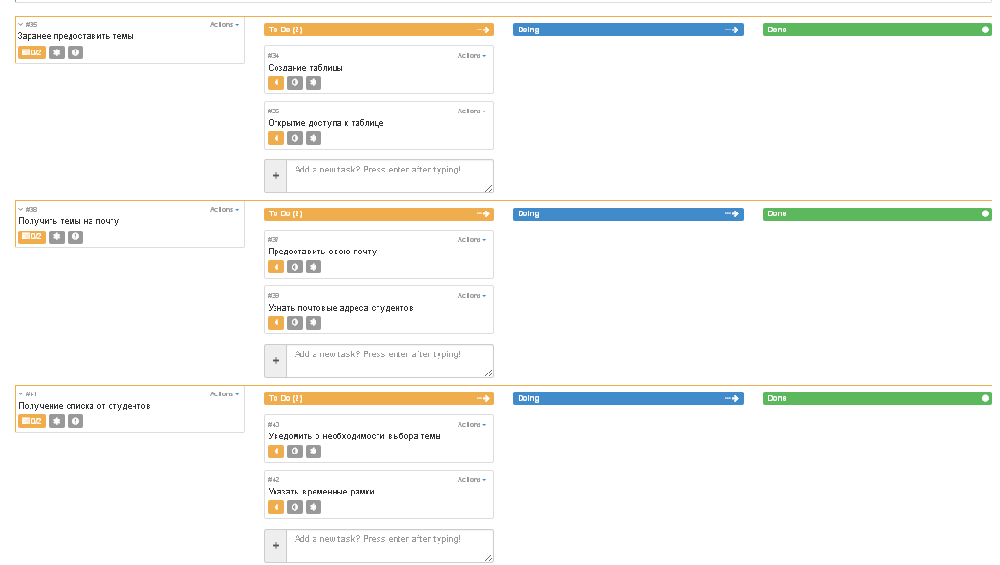 #35 Actions
Заранее предоставить темы
0/2
To Do (2)
Doing
Done
#34 Actions
Создание таблицы
#36 Actions
Открытие доступа к таблице
Add a new task? Press enter after typing!
#38 Actions
Получить темы на почту
0/2
To Do (2)
Doing
Done
#37 Actions
Предоставить свою почту
#39 Actions
Узнать почтовые адреса студентов
Add a new task? Press enter after typing!
#41 Actions
Получение списка от студентов
0/2
To Do (2)
Doing
Done
#40 Actions
Уведомить о необходимости выбора темы
#42 Actions
Указать временные рамки
Add a new task? Press enter after typing!